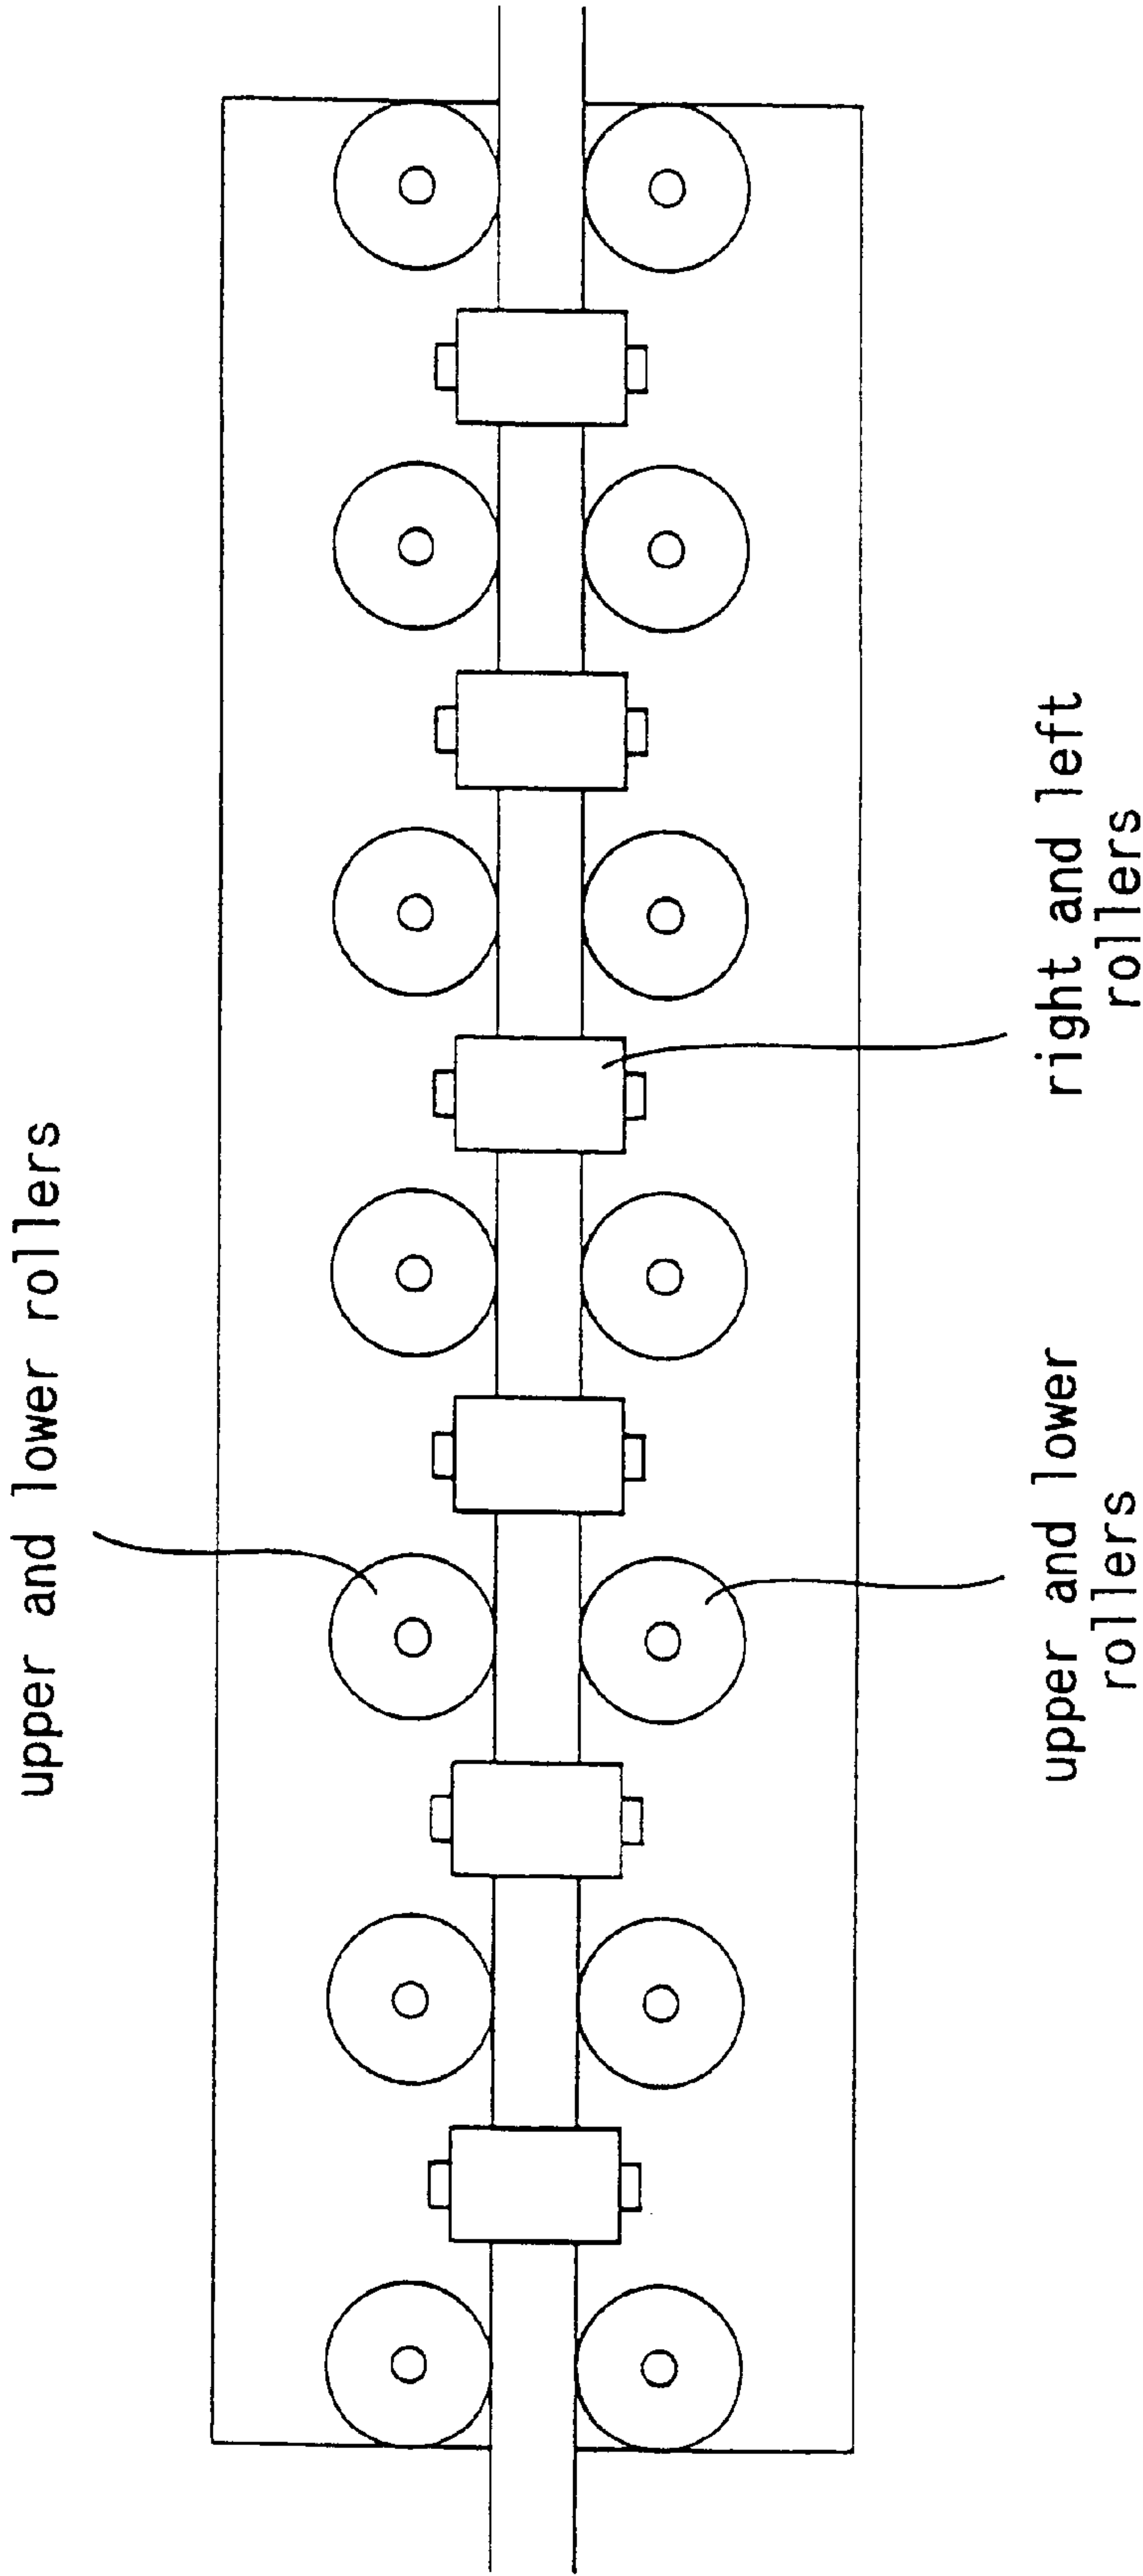 upper and lower rollers
upper and lower
rollers
right and left
rollers